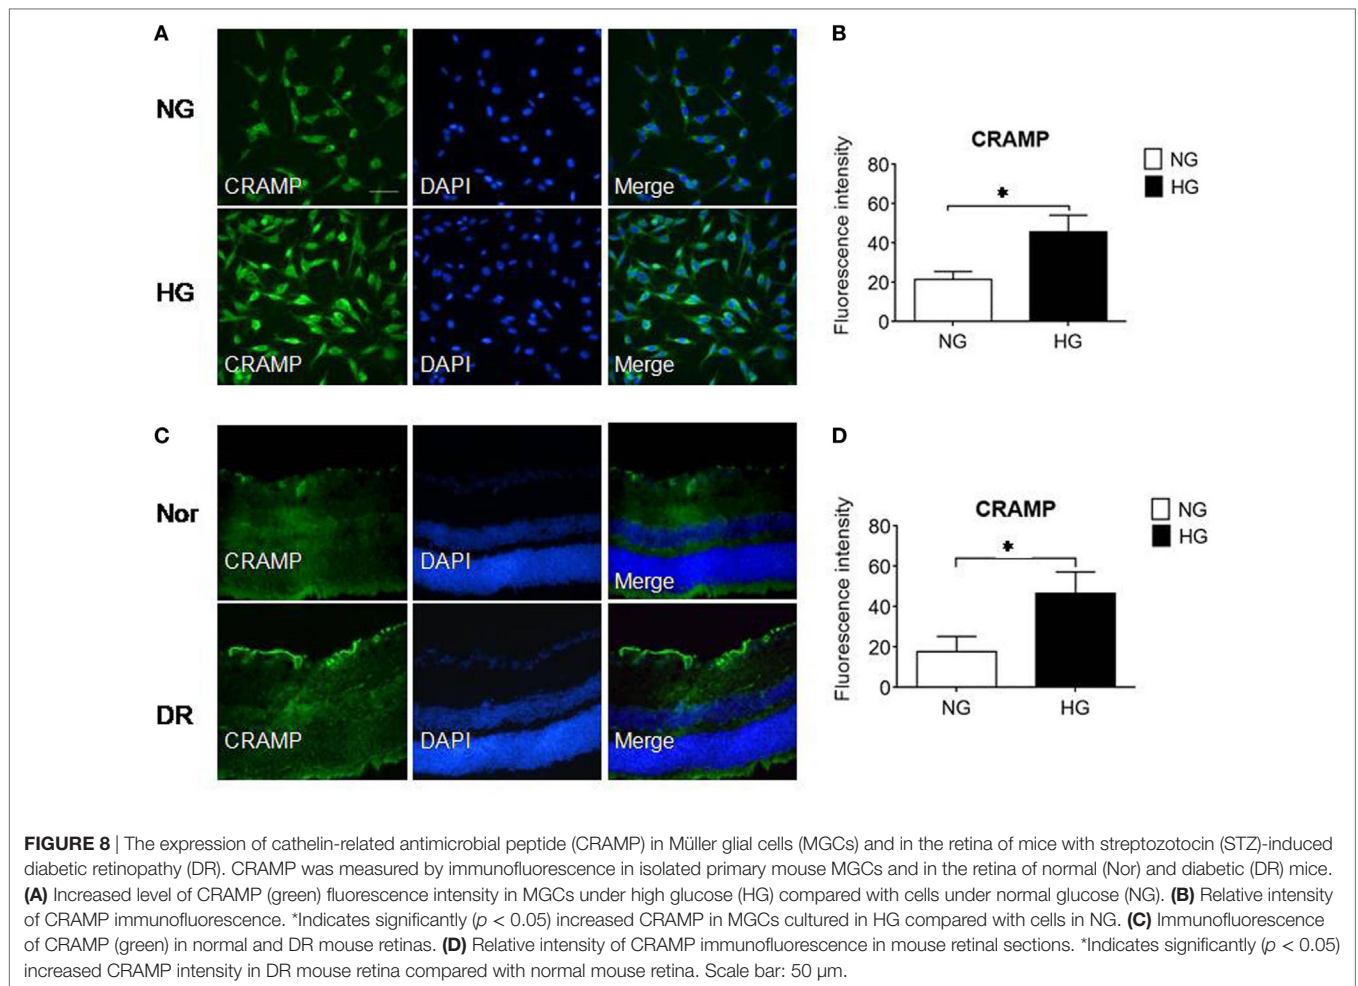 A
NG
CRAMP
DAPI
Merge
HG
CRAMP
DAPI
Merge
B
CRAMP
Fluorescence intensity
80
60
40
20
0
*
NG
HG
NG
HG
C
Nor
CRAMP
DAPI
Merge
DR
CRAMP
DAPI
Merge
D
CRAMP
Fluorescence intensity
80
60
40
20
0
*
NG
HG
NG
HG
FIGURE 8 | The expression of cathelin-related antimicrobial peptide (CRAMP) in Müller glial cells (MGCs) and in the retina of mice with streptozotocin (STZ)-induced
diabetic retinopathy (DR). CRAMP was measured by immunofluorescence in isolated primary mouse MGCs and in the retina of normal (Nor) and diabetic (DR) mice.
(A) Increased level of CRAMP (green) fluorescence intensity in MGCs under high glucose (HG) compared with cells under normal glucose (NG). (B) Relative intensity
of CRAMP immunofluorescence. *Indicates significantly (p < 0.05) increased CRAMP in MGCs cultured in HG compared with cells in NG. (C) Immunofluorescence
of CRAMP (green) in normal and DR mouse retinas. (D) Relative intensity of CRAMP immunofluorescence in mouse retinal sections. *Indicates significantly (p < 0.05)
increased CRAMP intensity in DR mouse retina compared with normal mouse retina. Scale bar: 50 µm.